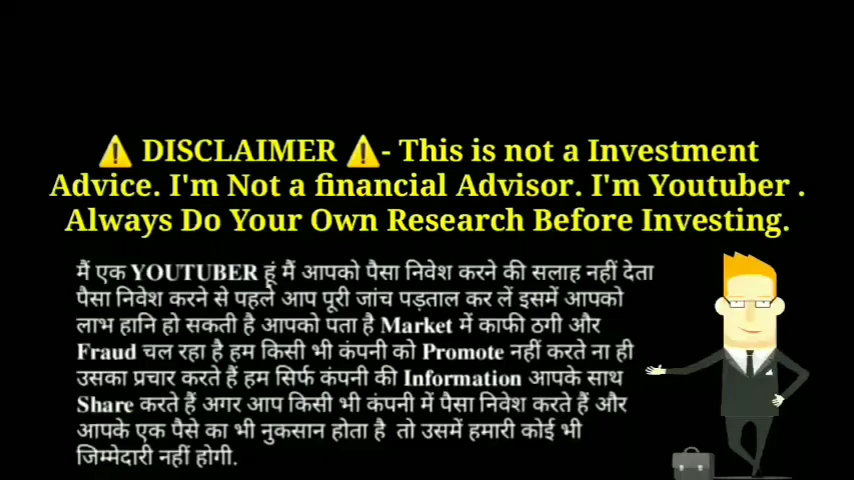 ⚠️ DISCLAIMER ⚠️- This is not a Investment
Advice. I'm Not a financial Advisor. I'm Youtuber .
Always Do Your Own Research Before Investing.
मैं एक YOUTUBER हूं मैं आपको पैसा निवेश करने की सलाह नहीं देता
पैसा निवेश करने से पहले आप पूरी जांच पड़ताल कर लें इसमें आपको
लाभ हानि हो सकती है आपको पता है Market में काफी ठगी और
Fraud चल रहा है हम किसी भी कंपनी को Promote नहीं करते ना ही
उसका प्रचार करते हैं हम सिर्फ कंपनी की Information आपके साथ
Share करते हैं अगर आप किसी भी कंपनी में पैसा निवेश करते हैं और
आपके एक पैसे का भी नुकसान होता है तो उसमें हमारी कोई भी
जिम्मेदारी नहीं होगी.